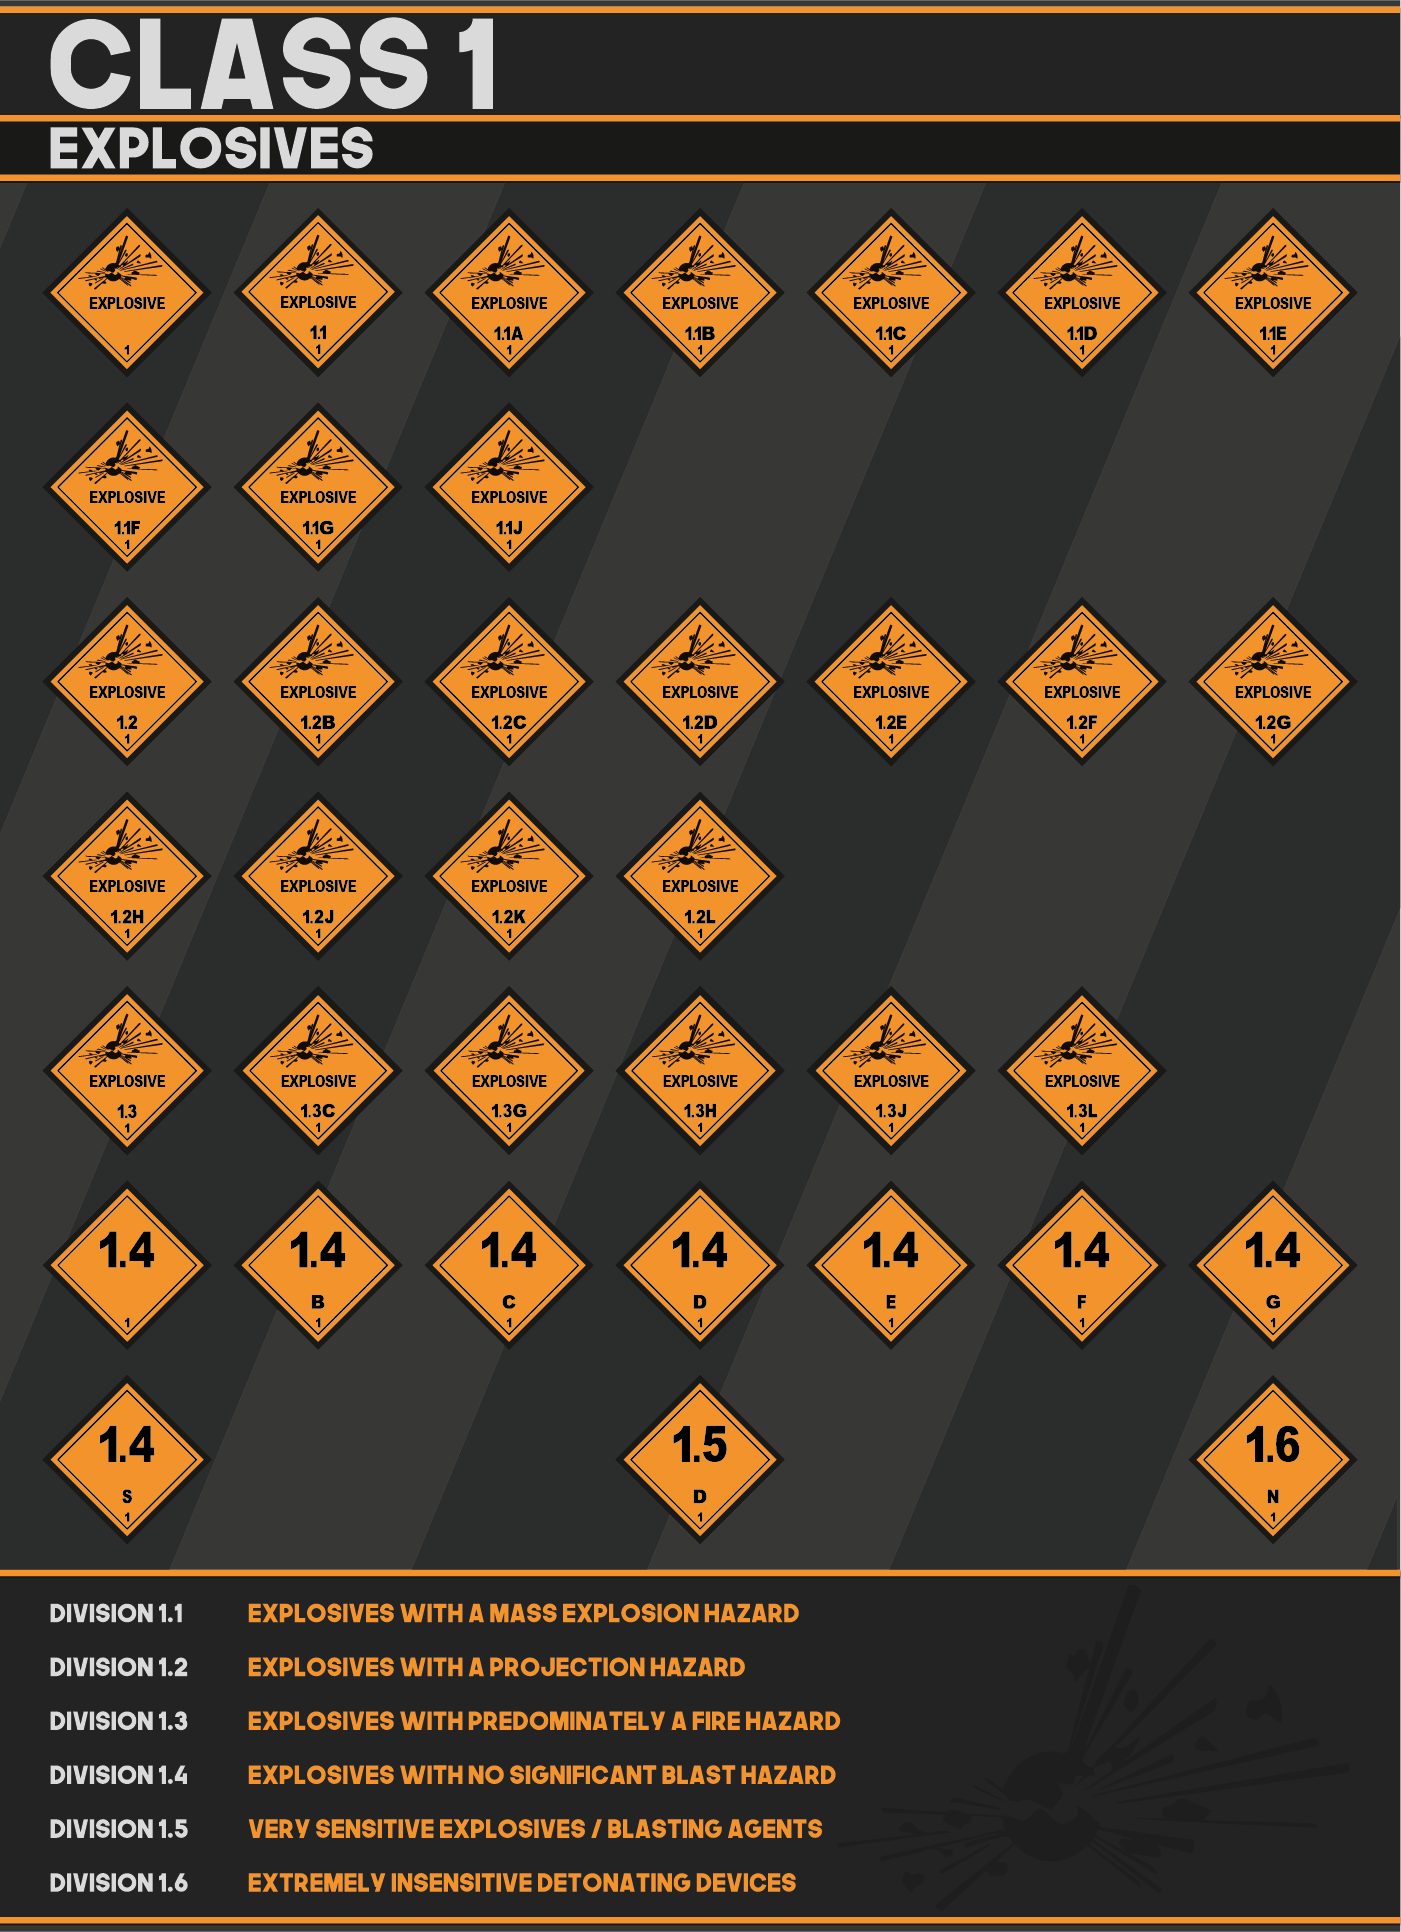 CLASS 1
EXPLOSIVES
EXPLOSIVE EXPLOSIVE EXPLOSIVE EXPLOSIVE EXPLOSIVE EXPLOSIVE EXPLOSIVE
1.1 1.1A 1.1B 1.1C 1.1D 1.1E
1 1 1 1 1 1 1
EXPLOSIVE EXPLOSIVE EXPLOSIVE
1.1F 1.1G 1.1J
1 1 1
EXPLOSIVE EXPLOSIVE EXPLOSIVE EXPLOSIVE EXPLOSIVE EXPLOSIVE EXPLOSIVE
1.2 1.2B 1.2C 1.2D 1.2E 1.2F 1.2G
1 1 1 1 1 1 1
EXPLOSIVE EXPLOSIVE EXPLOSIVE EXPLOSIVE
1.2H 1.2J 1.2K 1.2L
1 1 1 1
EXPLOSIVE EXPLOSIVE EXPLOSIVE EXPLOSIVE EXPLOSIVE EXPLOSIVE
1.3 1.3C 1.3G 1.3H 1.3J 1.3L
1 1 1 1 1 1
1.4 1.4 1.4 1.4 1.4 1.4 1.4
B C D E F G
1 1 1 1 1 1 1
1.4 1.5 1.6
S D N
1 1 1
DIVISION 1.1 EXPLOSIVES WITH A MASS EXPLOSION HAZARD
DIVISION 1.2 EXPLOSIVES WITH A PROJECTION HAZARD
DIVISION 1.3 EXPLOSIVES WITH PREDOMINATELY A FIRE HAZARD
DIVISION 1.4 EXPLOSIVES WITH NO SIGNIFICANT BLAST HAZARD
DIVISION 1.5 VERY SENSITIVE EXPLOSIVES / BLASTING AGENTS
DIVISION 1.6 EXTREMELY INSENSITIVE DETONATING DEVICES